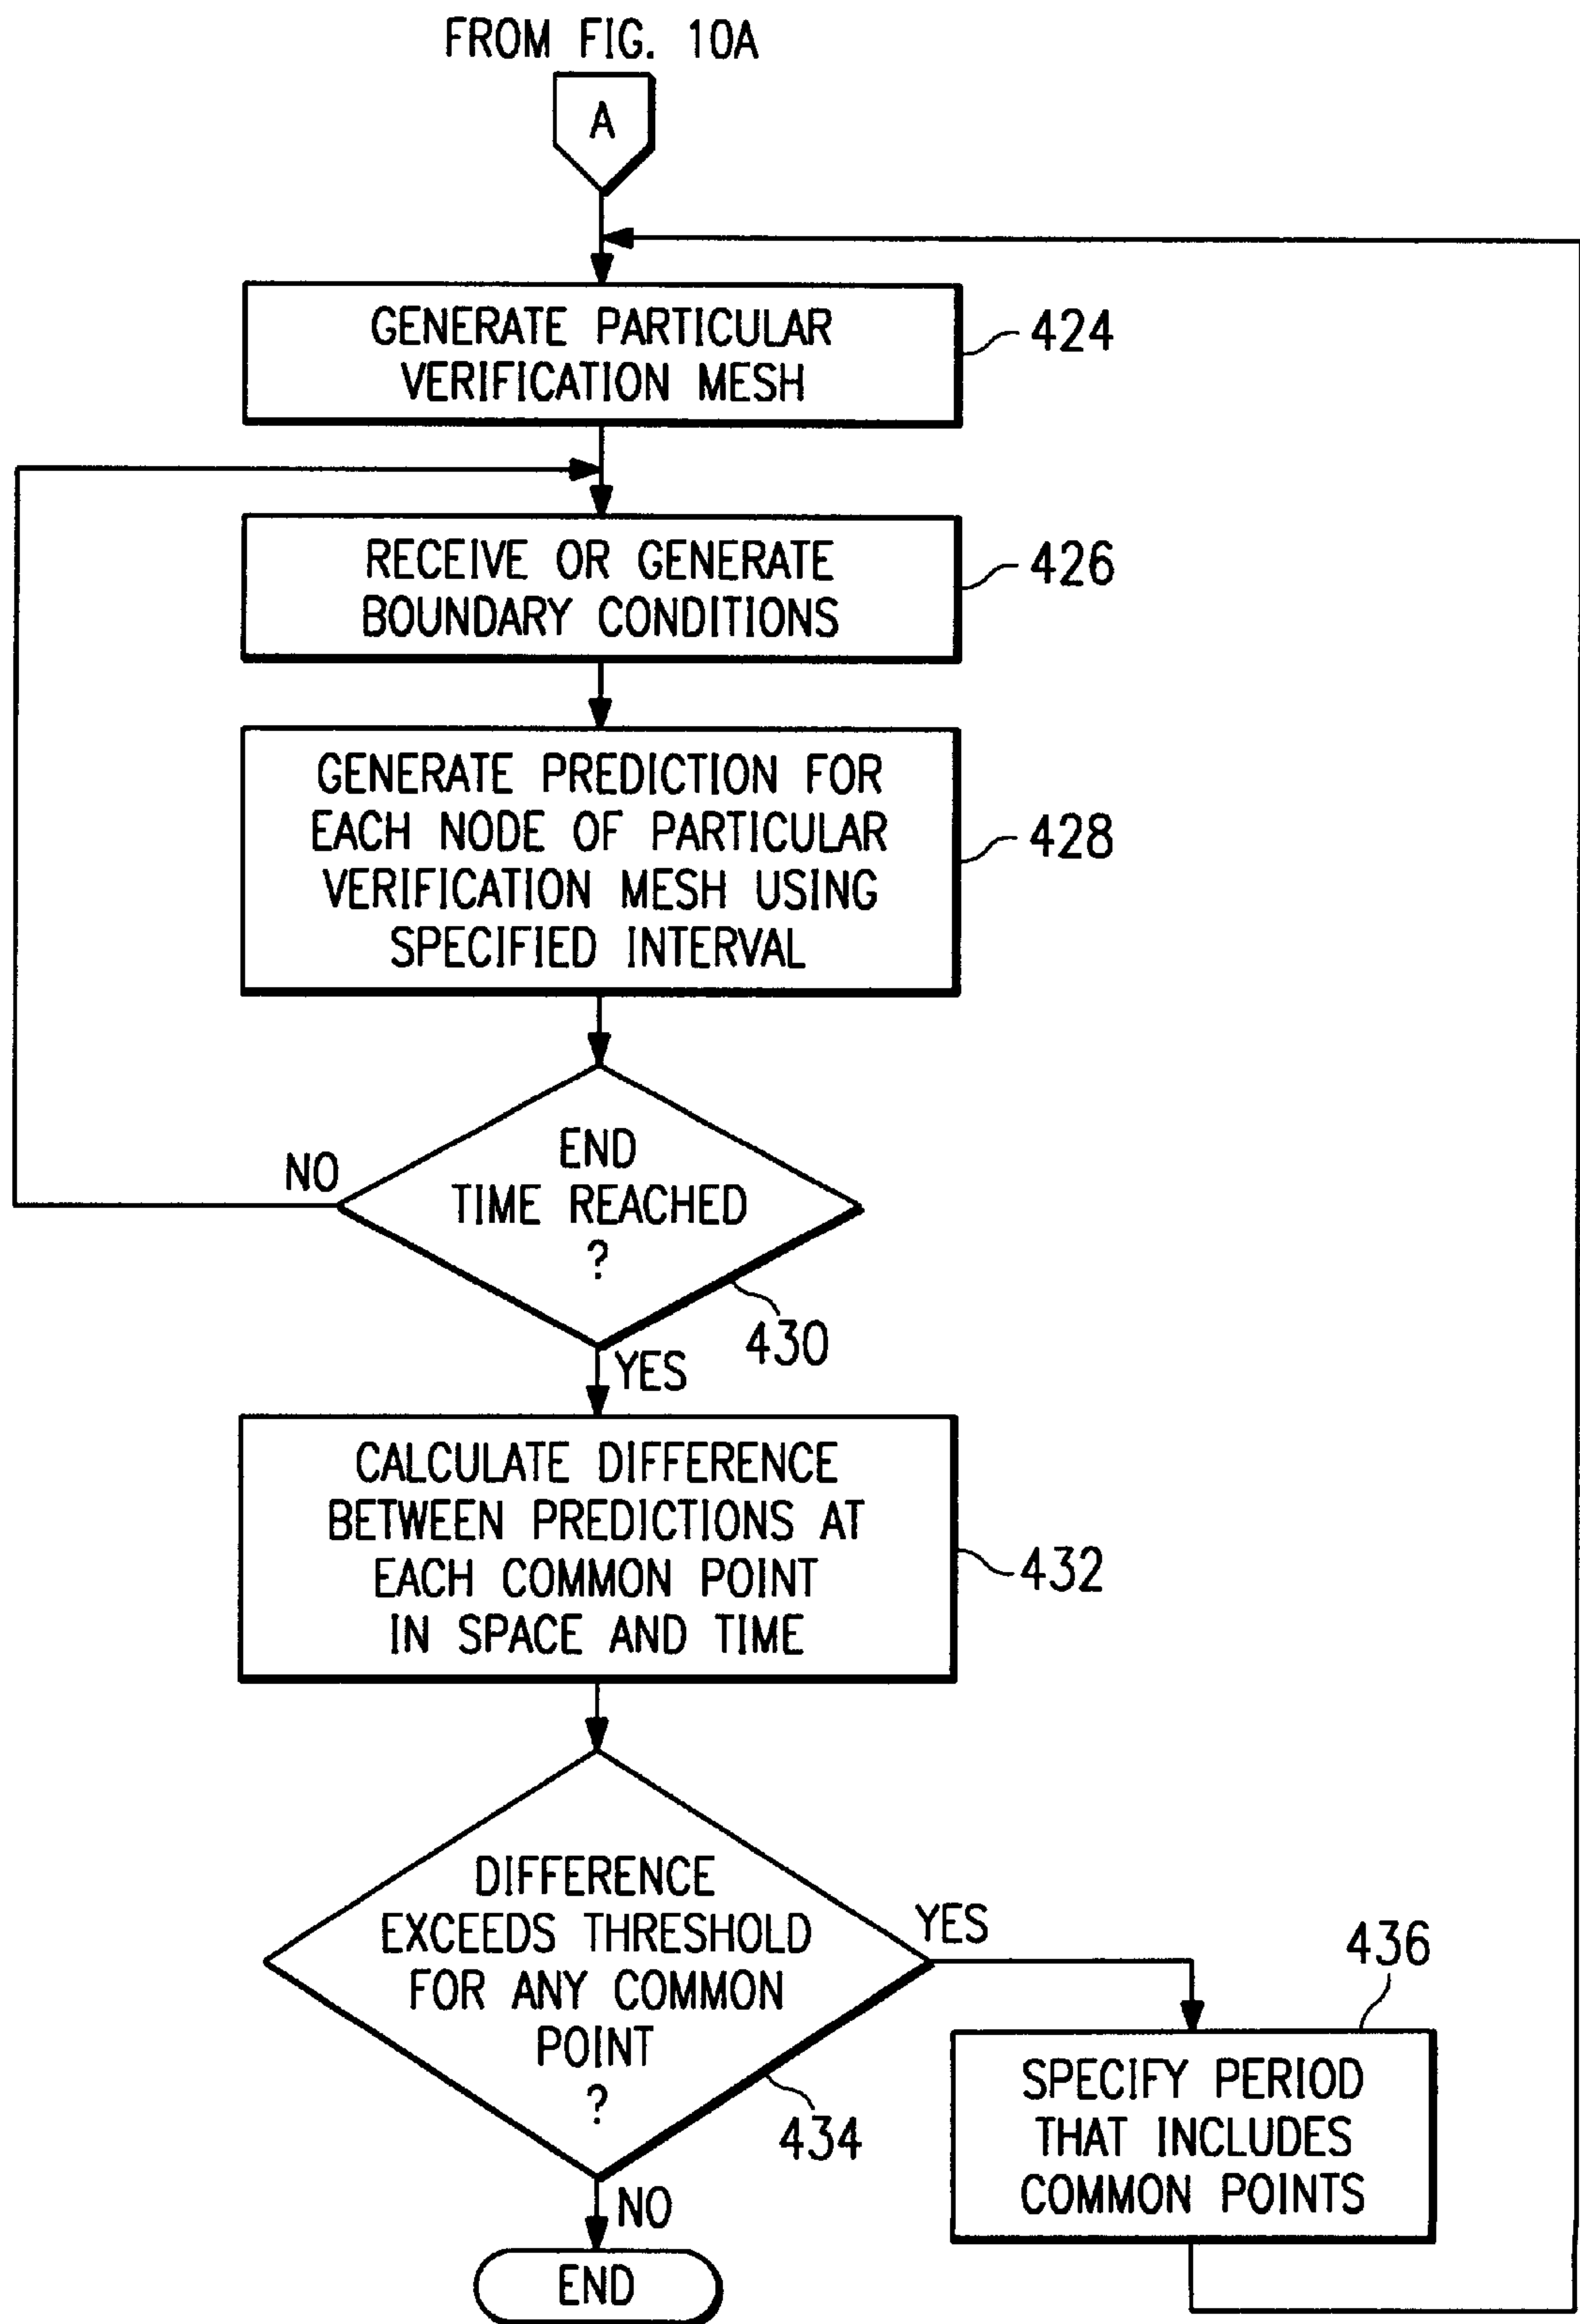 FROM FIG. 10A
A
GENERATE PARTICULAR
VERIFICATION MESH
424
RECEIVE OR GENERATE
BOUNDARY CONDITIONS
426
GENERATE PREDICTION FOR
EACH NODE OF PARTICULAR
VERIFICATION MESH USING
SPECIFIED INTERVAL
428
END
TIME REACHED
?
NO
430
YES
CALCULATE DIFFERENCE
BETWEEN PREDICTIONS AT
EACH COMMON POINT
IN SPACE AND TIME
432
DIFFERENCE
EXCEEDS THRESHOLD
FOR ANY COMMON
POINT
?
YES
434
436
SPECIFY PERIOD
THAT INCLUDES
COMMON POINTS
NO
END